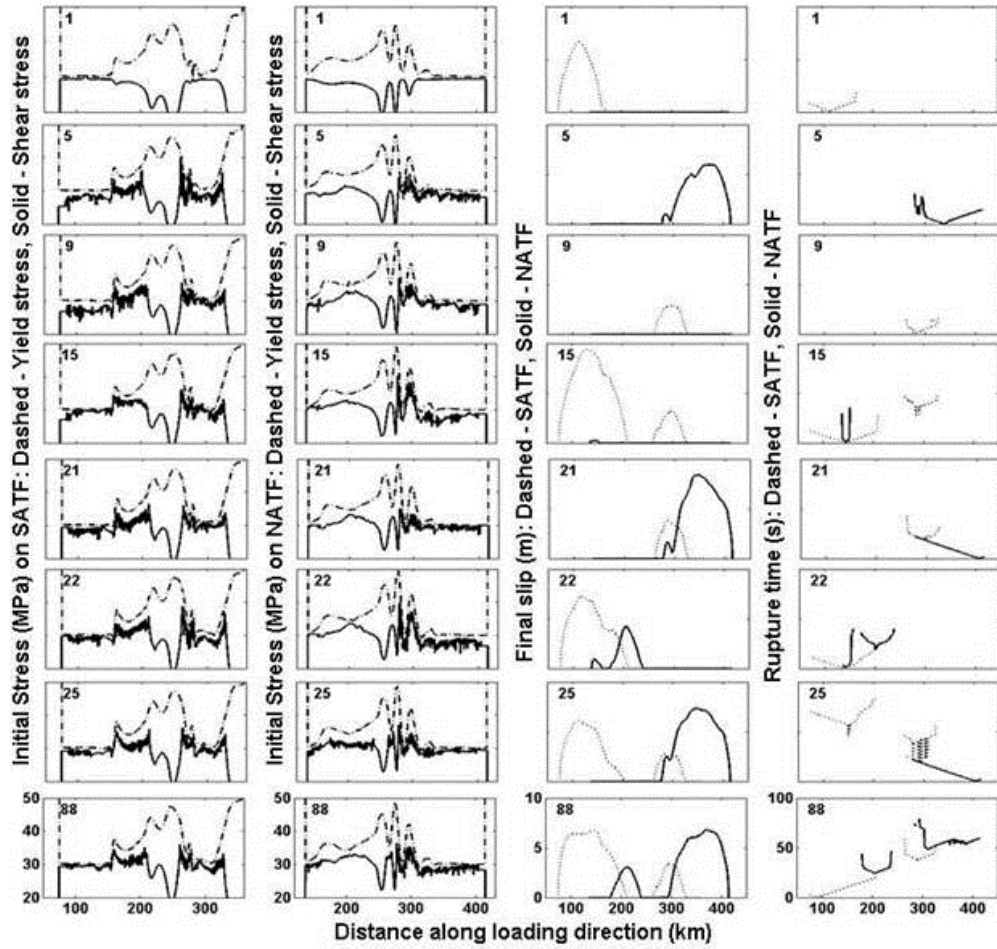 Initial Stress (MPa) on SATF: Dashed - Yield stress, Solid - Shear stress
Initial Stress (MPa) on NATF: Dashed - Yield stress, Solid - Shear stress
Final slip (m): Dashed - SATF, Solid - NATF
Rupture time (s): Dashed - SATF, Solid - NATF
1 1 1 1
5 5 5 5
9 9 9 9
15 15 15 15
21 21 21 21
22 22 22 22
25 25 25 25
50 50 10 100
88 88 88 88
40 40
5 50
30 30
20 20 0 0
100 200 300 100 200 300 400 100 200 300 400 100 200 300 400
Distance along loading direction (km)